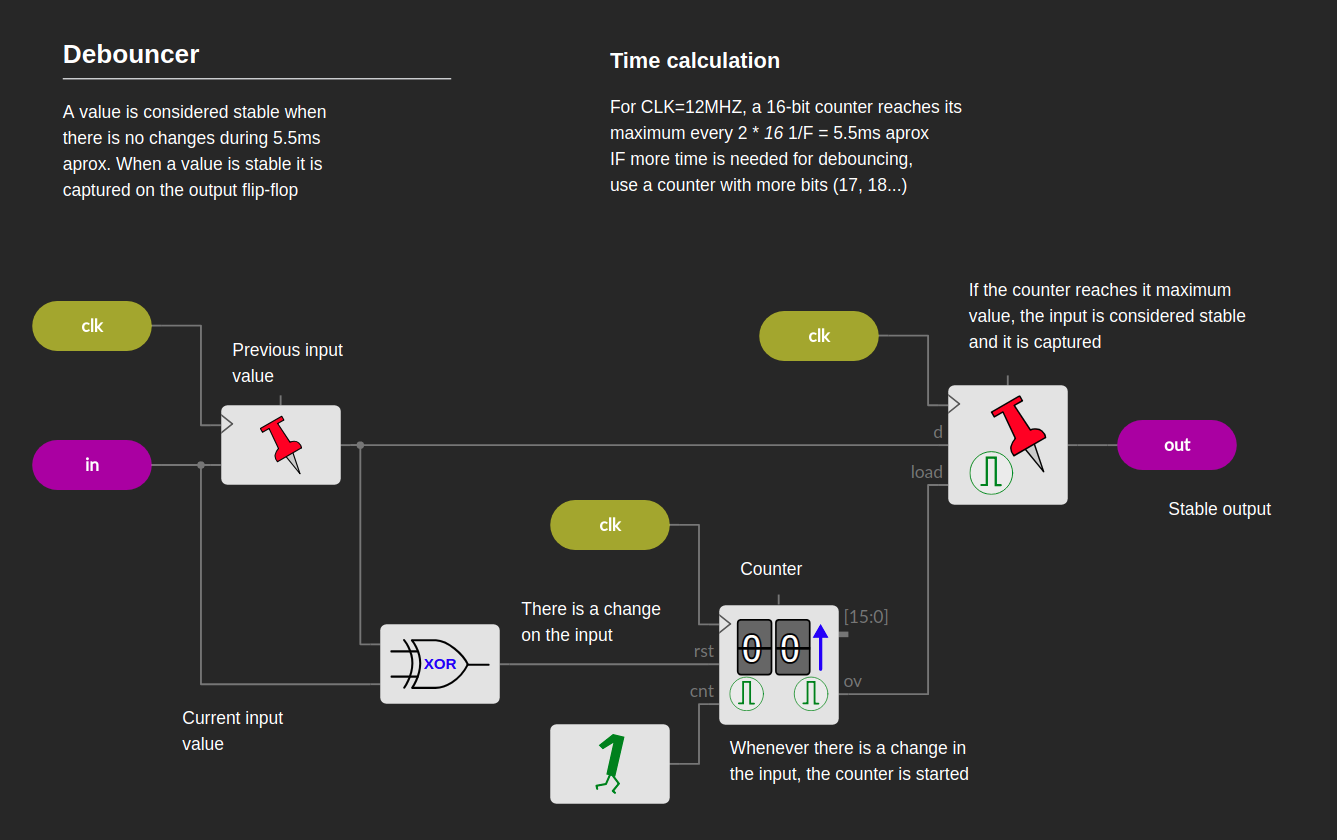 Debouncer
A value is considered stable when
there is no changes during 5.5ms
aprox. When a value is stable it is
captured on the output flip-flop
Time calculation
For CLK=12MHZ, a 16-bit counter reaches its
maximum every 2 * 16 1/F = 5.5ms aprox
IF more time is needed for debouncing,
use a counter with more bits (17, 18...)
If the counter reaches it maximum
value, the input is considered stable
and it is captured
clk
clk
Previous input
value
in
d
load
out
Stable output
clk
Counter
There is a change
on the input
[15:0]
rst
00
XOR
cnt
ov
Current input
value
1
Whenever there is a change in
the input, the counter is started